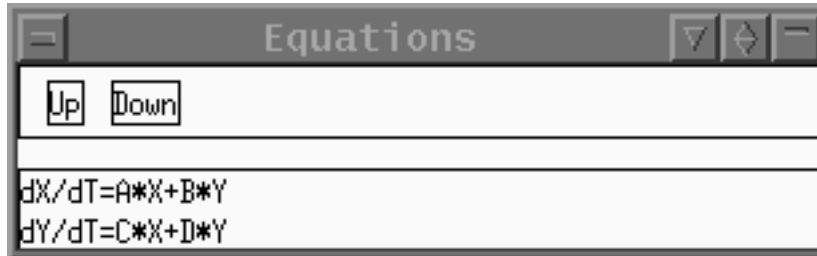 Equations
Up Down
dX/dT=A*X+B*Y
dY/dT=C*X+D*Y